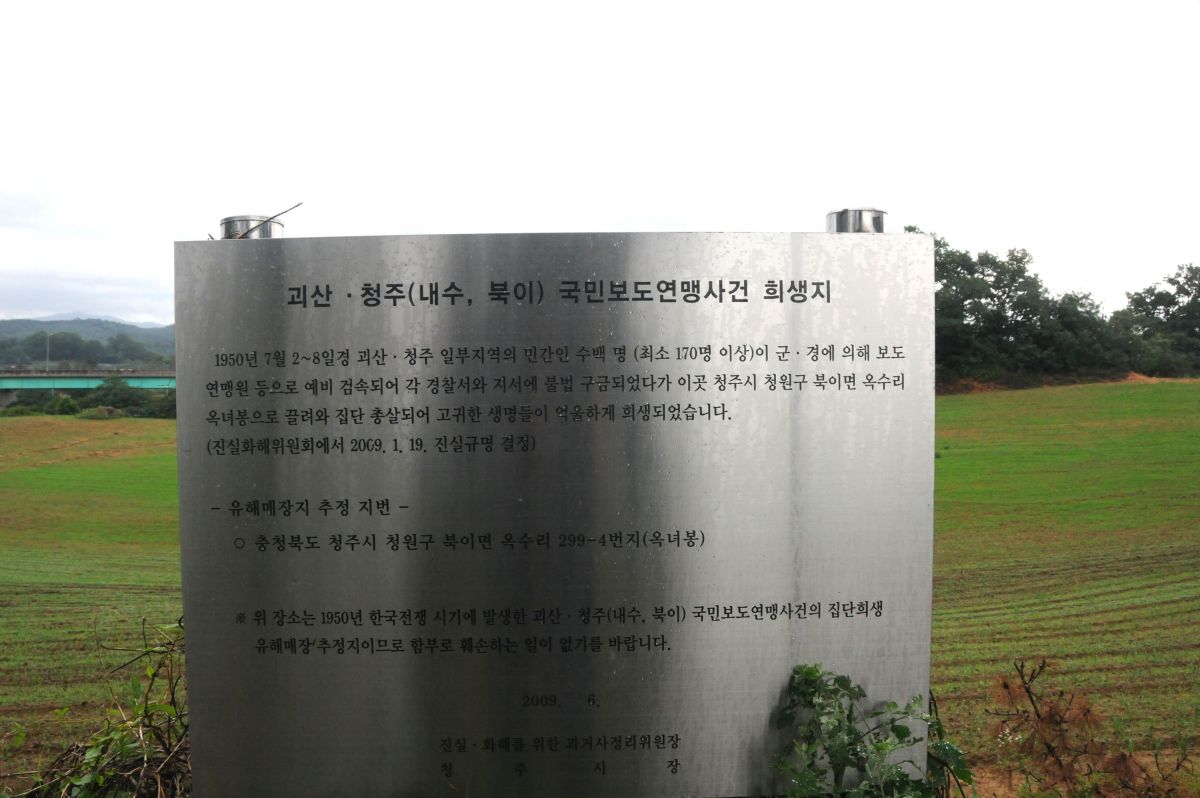 괴산 · 청주(내수, 북이) 국민보도연맹사건 희생지
1950년 7월 2~8일경 괴산 · 청주 일부지역의 민간인 수백 명 (최소 170명 이상)이 군 · 경에 의해 보도
연맹원 등으로 예비 검속되어 각 경찰서와 지서에 불법 구금되었다가 이곳 청주시 청원구 북이면 옥수리
옥녀봉으로 끌려와 집단 총살되어 고귀한 생명들이 억울하게 희생되었습니다.
(진실화해위원회에서 2009. 1. 19. 진실규명 결정)
- 유해매장지 추정 지번 -
○ 충청북도 청주시 청원구 북이면 옥수리 299-4번지(옥녀봉)
※ 위 장소는 1950년 한국전쟁 시기에 발생한 괴산 · 청주(내수, 북이) 국민보도연맹사건의 집단희생
유해매장 추정지이므로 함부로 훼손하는 일이 없기를 바랍니다.
2009. 6.
진실 · 화해를 위한 과거사정리위원장
청 주 시 장